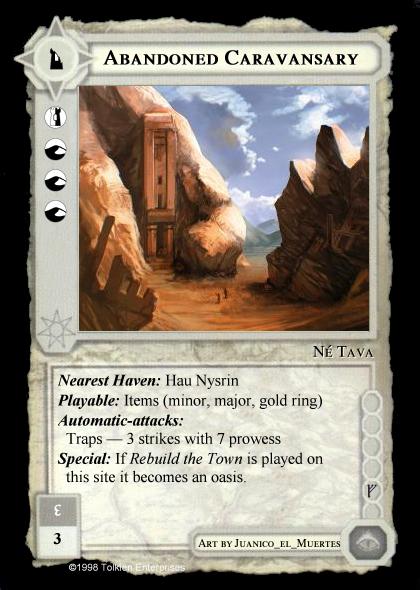 Abandoned Caravansary
Né Tava
Nearest Haven: Hau Nysrin
Playable: Items (minor, major, gold ring)
Automatic-attacks:
Traps — 3 strikes with 7 prowess
Special: If Rebuild the Town is played on
this site it becomes an oasis.
ε
3
Art by Juanico_el_Muertes
©1998 Tolkien Enterprises